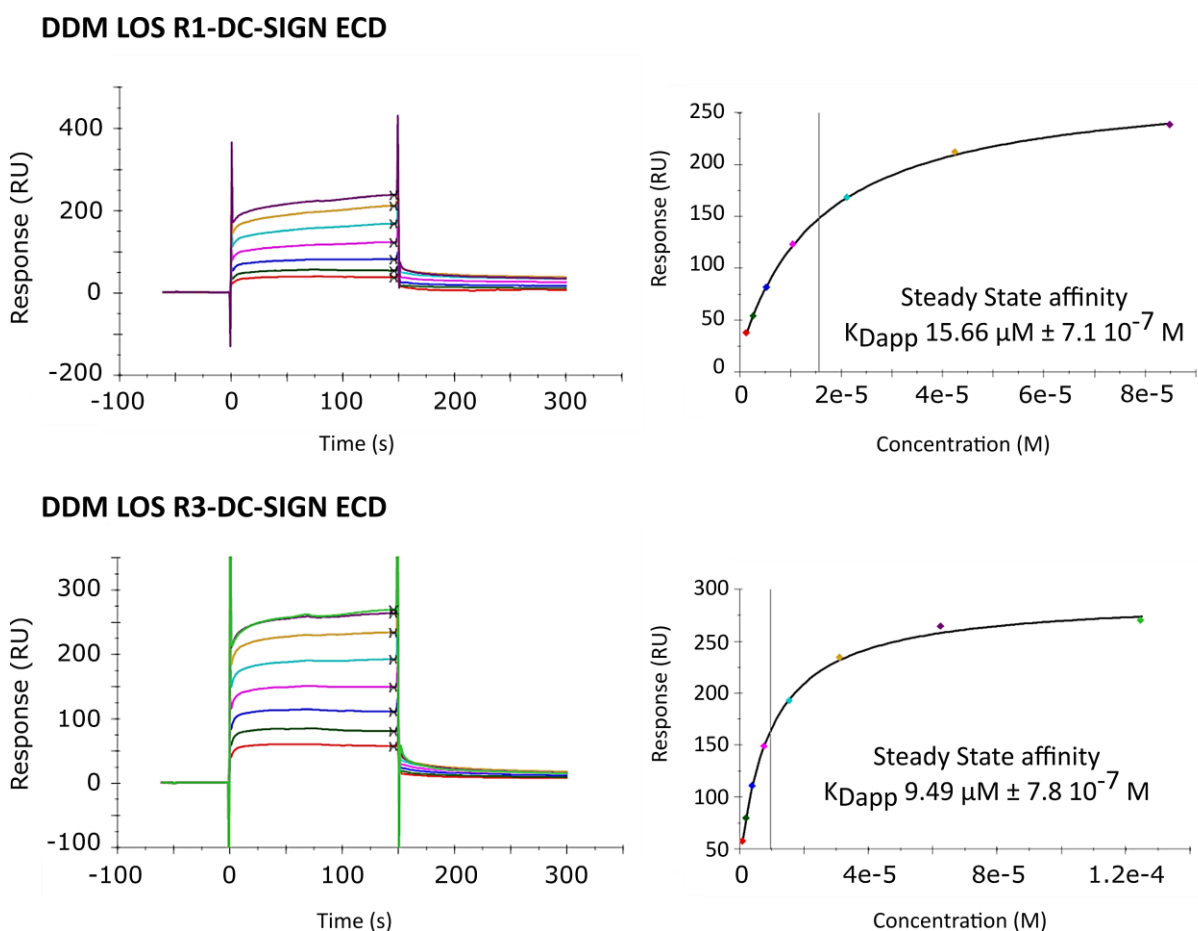 DDM LOS R1-DC-SIGN ECD
Response (RU)
400
200
0
-200
-100
0
100
200
300
Time (s)
Response (RU)
250
200
150
100
50
0
0
2e-5
4e-5
6e-5
8e-5
Steady State affinity
KDapp 15.66 µM ± 7.1 10-7 M
Concentration (M)
DDM LOS R3-DC-SIGN ECD
Response (RU)
300
200
100
0
-100
-100
0
100
200
300
Time (s)
Response (RU)
300
250
200
150
100
50
0
4e-5
8e-5
1.2e-4
Steady State affinity
KDapp 9.49 µM ± 7.8 10-7 M
Concentration (M)